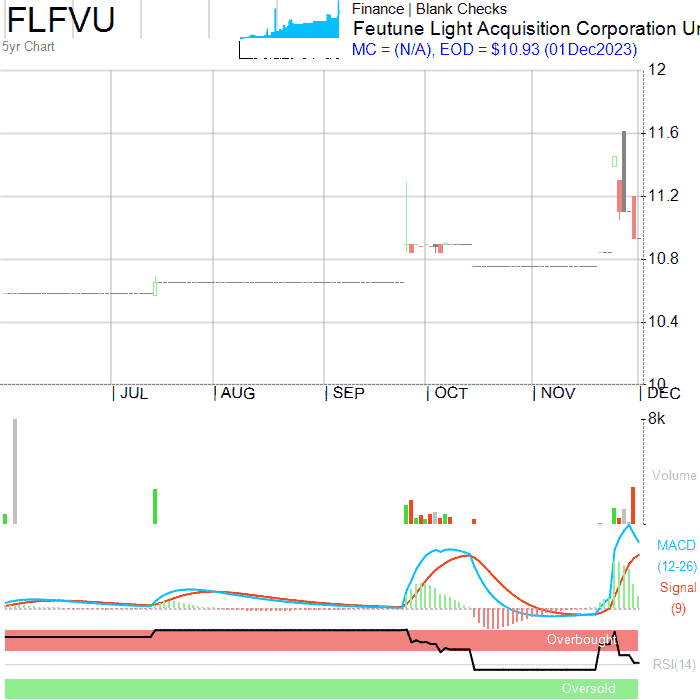 FLFVU
5yr Chart
Finance | Blank Checks
Feutune Light Acquisition Corporation Un
MC = (N/A), EOD = $10.93 (01Dec2023)
12
11.6
11.2
10.8
10.4
10
| JUL | AUG | SEP | OCT | NOV | DEC
8k
Volume
MACD
(12-26)
Signal
(9)
Overbought
RSI(14)
Oversold